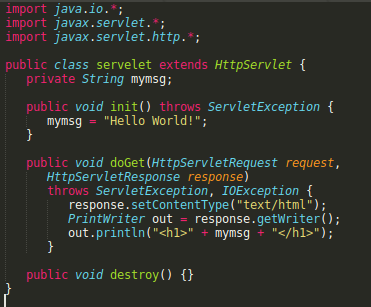 import java.io.*;
import javax.servlet.*;
import javax.servlet.http.*;

public class servelet extends HttpServlet {
   private String mymsg;

   public void init() throws ServletException {
      mymsg = "Hello World!";
   }

   public void doGet(HttpServletRequest request,
      HttpServletResponse response)
      throws ServletException, IOException {
         response.setContentType("text/html");
         PrintWriter out = response.getWriter();
         out.println("<h1>" + mymsg + "</h1>");
      }

   public void destroy() {}
}